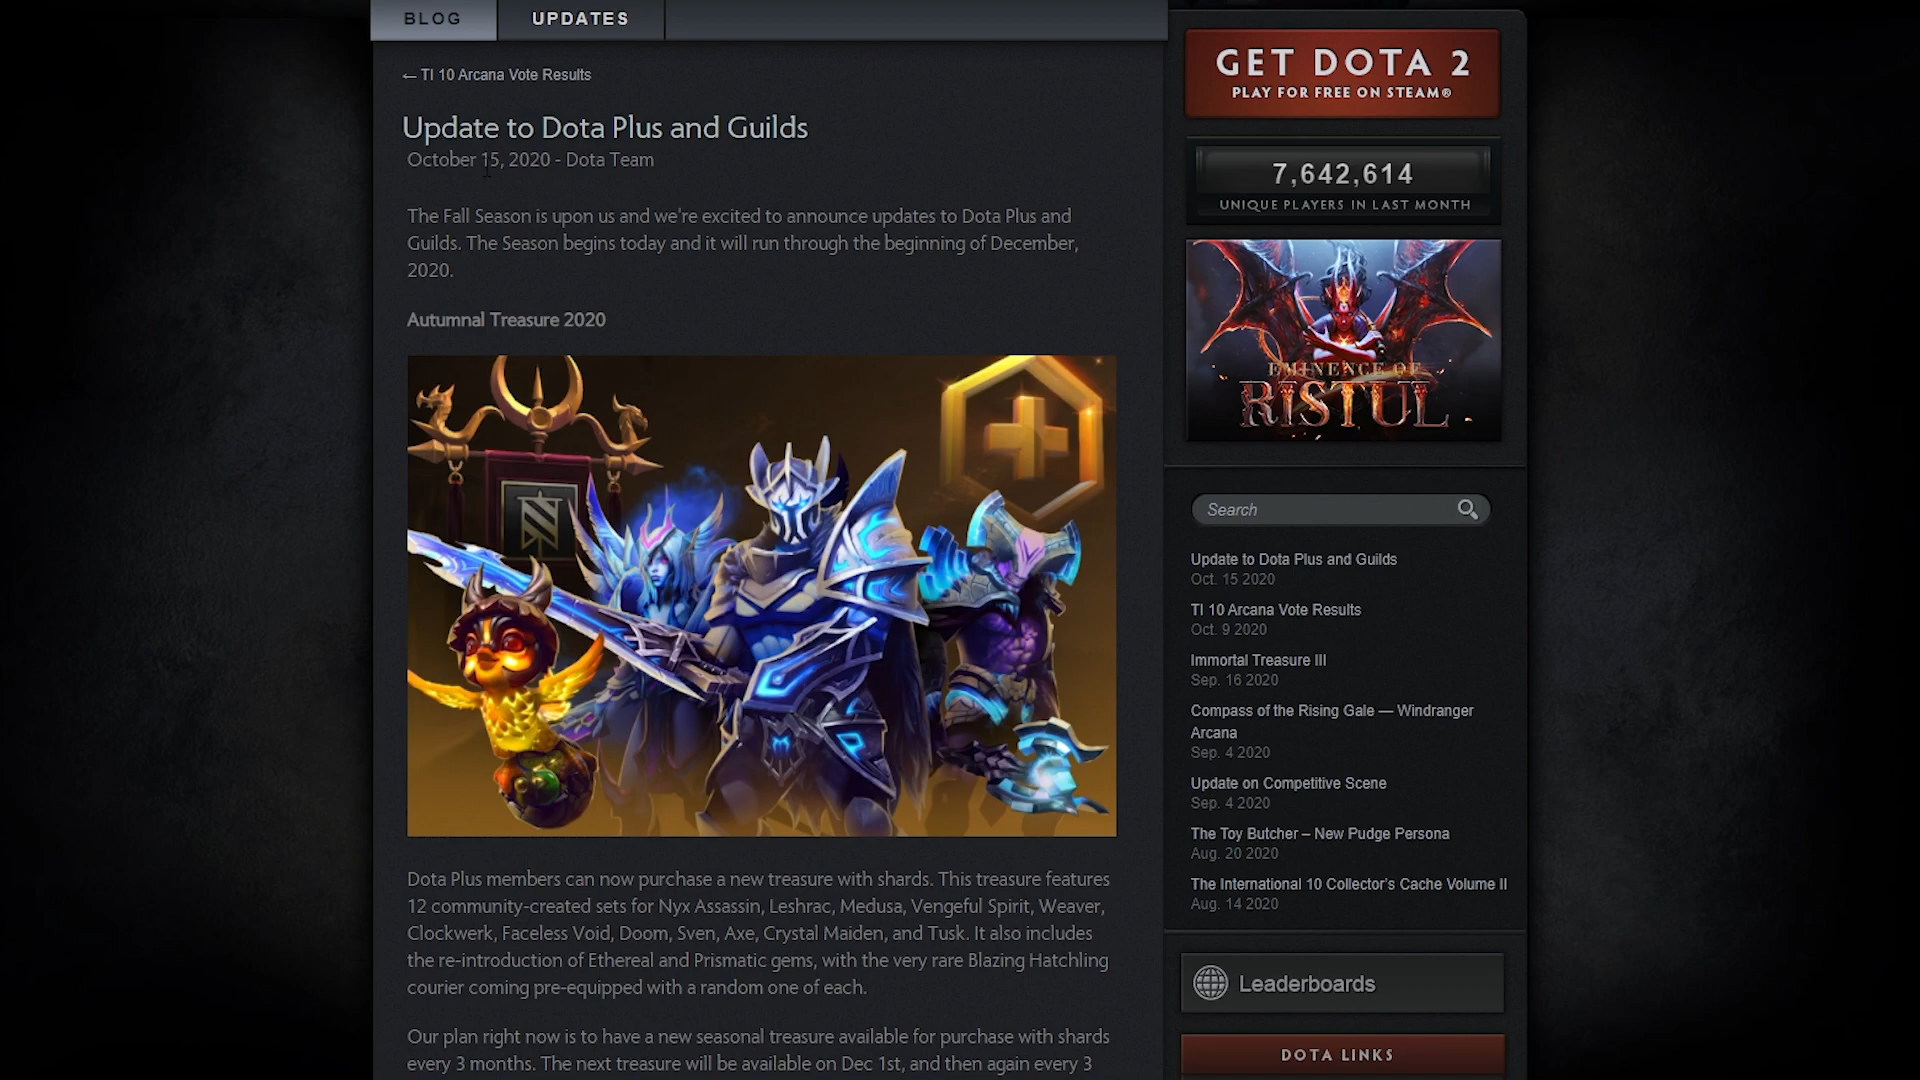 BLOG
UPDATES
← TI 10 Arcana Vote Results
Update to Dota Plus and Guilds
October 15, 2020 - Dota Team
The Fall Season is upon us and we're excited to announce updates to Dota Plus and
Guilds. The Season begins today and it will run through the beginning of December,
2020.
Autumnal Treasure 2020
Dota Plus members can now purchase a new treasure with shards. This treasure features
12 community-created sets for Nyx Assassin, Leshrac, Medusa, Vengeful Spirit, Weaver,
Clockwerk, Faceless Void, Doom, Sven, Axe, Crystal Maiden, and Tusk. It also includes
the re-introduction of Ethereal and Prismatic gems, with the very rare Blazing Hatchling
courier coming pre-equipped with a random one of each.
Our plan right now is to have a new seasonal treasure available for purchase with shards
every 3 months. The next treasure will be available on Dec 1st, and then again every 3
GET DOTA 2
PLAY FOR FREE ON STEAM®
7,642,614
UNIQUE PLAYERS IN LAST MONTH
EMINENCE OF
RISTUL
Search
Update to Dota Plus and Guilds
Oct. 15 2020
TI 10 Arcana Vote Results
Oct. 9 2020
Immortal Treasure III
Sep. 16 2020
Compass of the Rising Gale — Windranger
Arcana
Sep. 4 2020
Update on Competitive Scene
Sep. 4 2020
The Toy Butcher – New Pudge Persona
Aug. 20 2020
The International 10 Collector's Cache Volume II
Aug. 14 2020
Leaderboards
DOTA LINKS